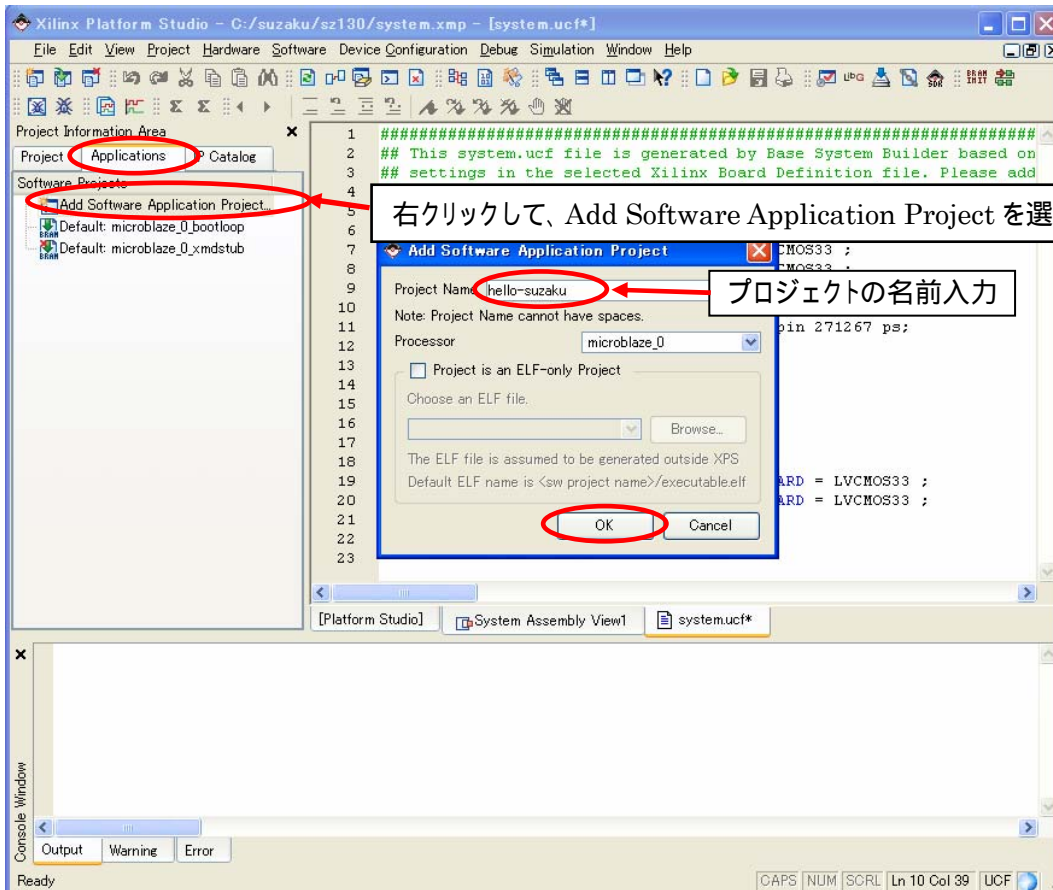 Xilinx Platform Studio - C:/suzaku/sz130/system.xmp - [system.ucf*]
File Edit View Project Hardware Software Device Configuration Debug Simulation Window Help
Project Information Area
Project Applications IP Catalog
Software Projects
Add Software Application Project...
Default: microblaze_0_bootloop
Default: microblaze_0_xmdstub
1 ####################################################################
2 ## This system.ucf file is generated by Base System Builder based on
3 ## settings in the selected Xilinx Board Definition file. Please add
4
右クリックして、Add Software Application Project を選
5
6
7 CMOS33 ;
8 CMOS33 ;
9
10
11 pin 271267 ps;
12
13
14
15
16
17
18
19 ARD = LVCMOS33 ;
20 ARD = LVCMOS33 ;
21
22
23
Add Software Application Project
Project Name hello-suzaku
プロジェクトの名前入力
Note: Project Name cannot have spaces.
Processor microblaze_0
Project is an ELF-only Project
Choose an ELF file.
Browse...
The ELF file is assumed to be generated outside XPS
Default ELF name is <sw project name>/executable.elf
OK Cancel
[Platform Studio] System Assembly View1 system.ucf*
Console Window
Output Warning Error
Ready CAPS NUM SCRL Ln 10 Col 39 UCF